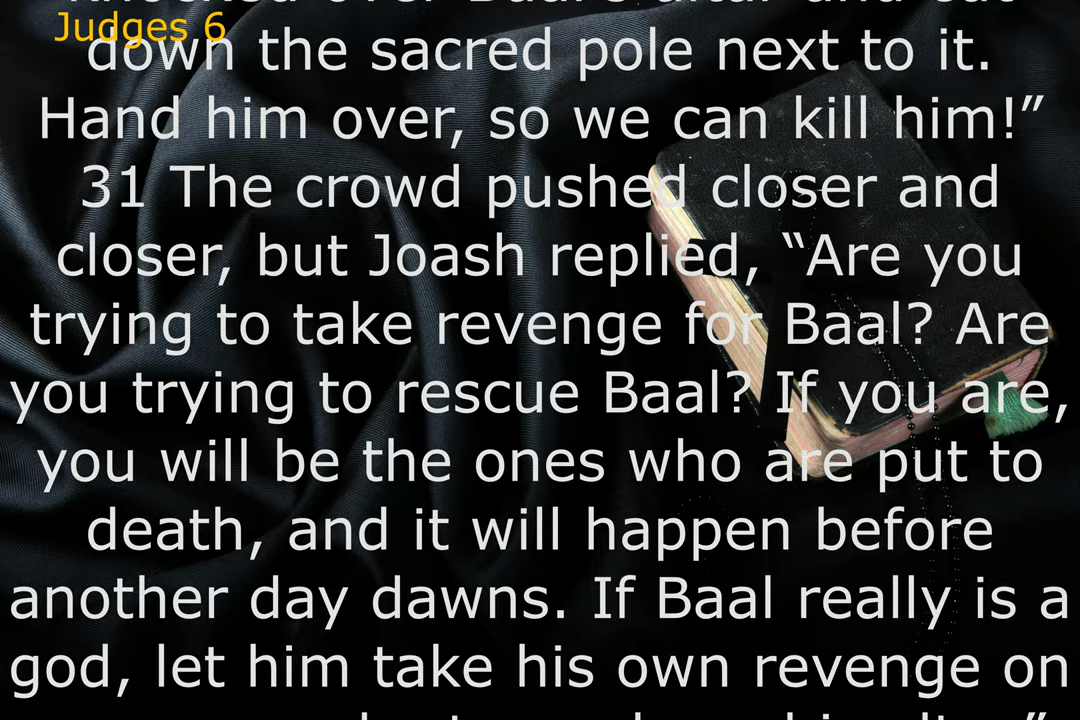 Judges 6
down the sacred pole next to it.
Hand him over, so we can kill him!”
31 The crowd pushed closer and
closer, but Joash replied, “Are you
trying to take revenge for Baal? Are
you trying to rescue Baal? If you are,
you will be the ones who are put to
death, and it will happen before
another day dawns. If Baal really is a
god, let him take his own revenge on